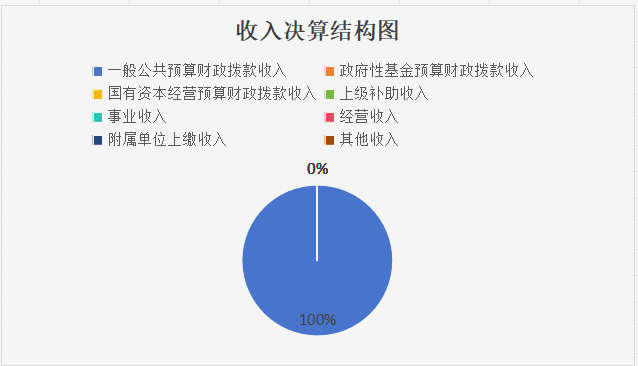 收入决算结构图
一般公共预算财政拨款收入 政府性基金预算财政拨款收入
国有资本经营预算财政拨款收入 上级补助收入
事业收入 经营收入
附属单位上缴收入 其他收入
0%
100%